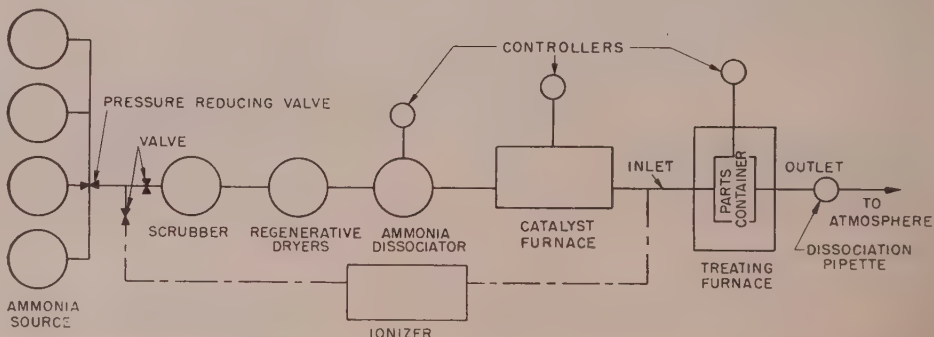 CONTROLLERS
PRESSURE REDUCING VALVE
VALVE
INLET
PARTS
CONTAINER
OUTLET
TO
ATMOSPHERE
SCRUBBER
REGENERATIVE
DRYERS
AMMONIA
DISSOCIATOR
CATALYST
FURNACE
DISSOCIATION
PIPETTE
TREATING
FURNACE
AMMONIA
SOURCE
IONIZER